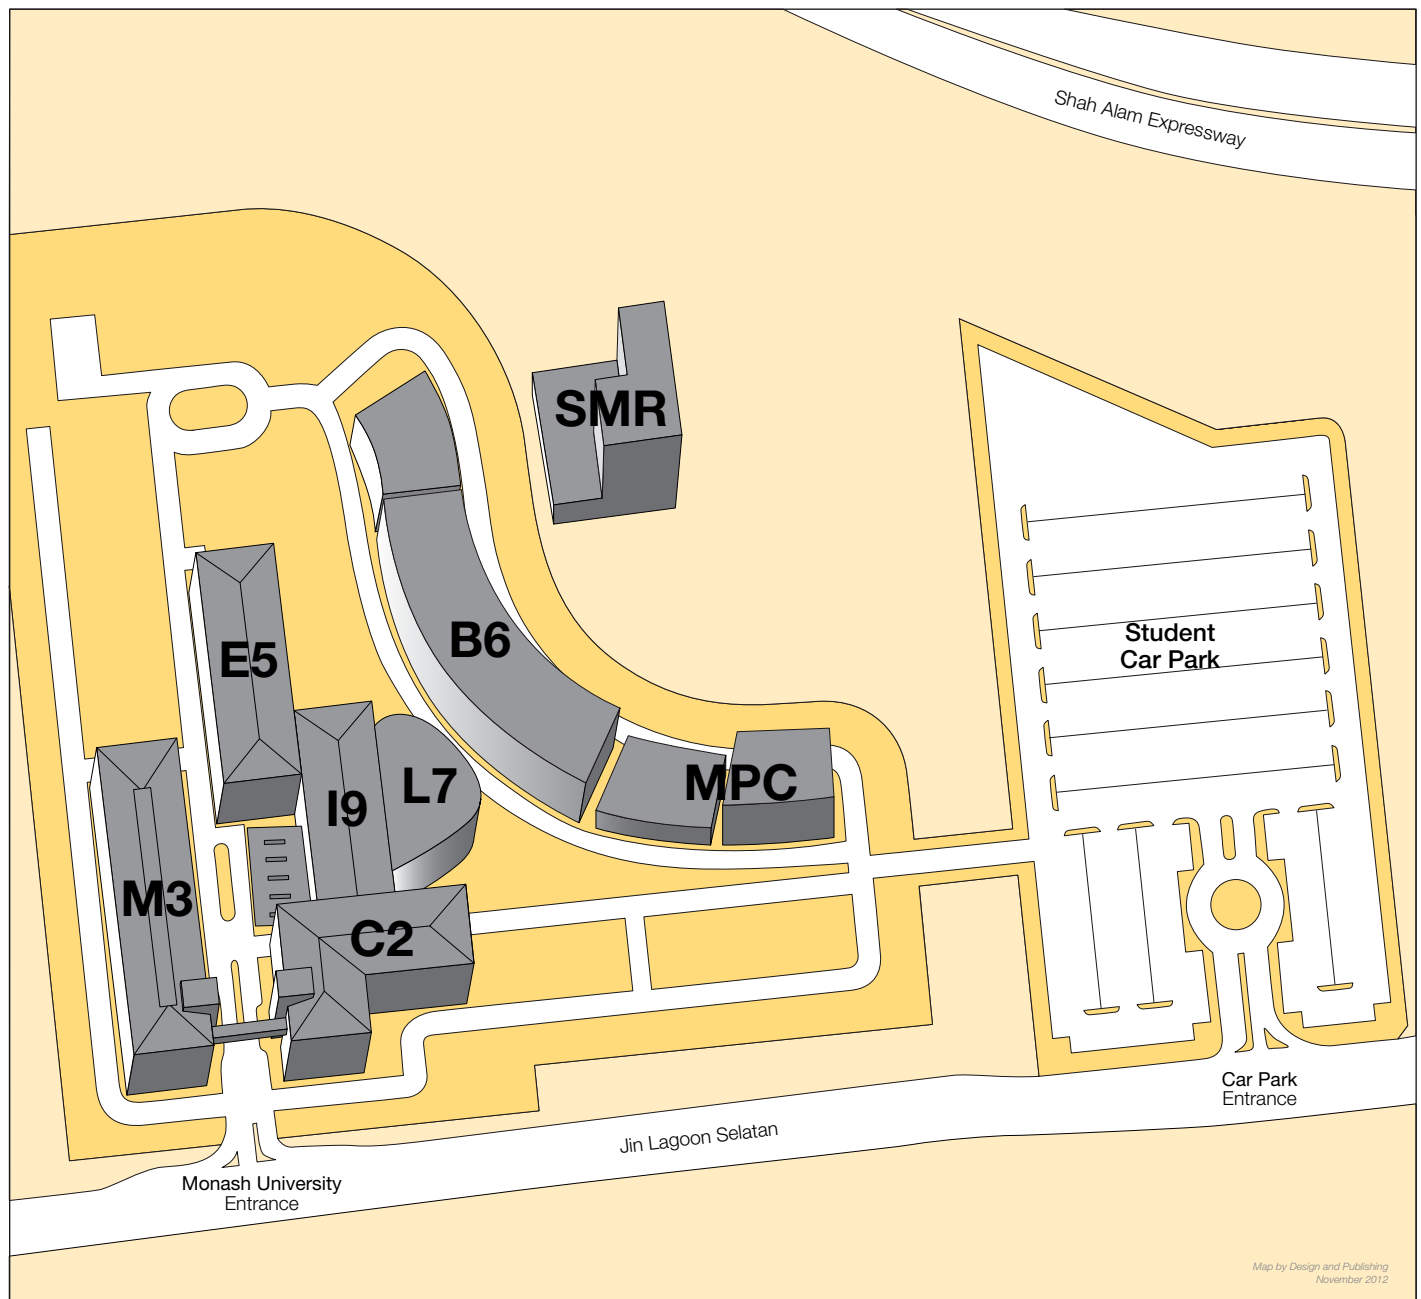 Shah Alam Expressway
SMR
Student
Car Park
B6
E5
MPC
L7
I9
M3
C2
Car Park
Entrance
Jin Lagoon Selatan
Monash University
Entrance
Map by Design and Publishing
November 2012